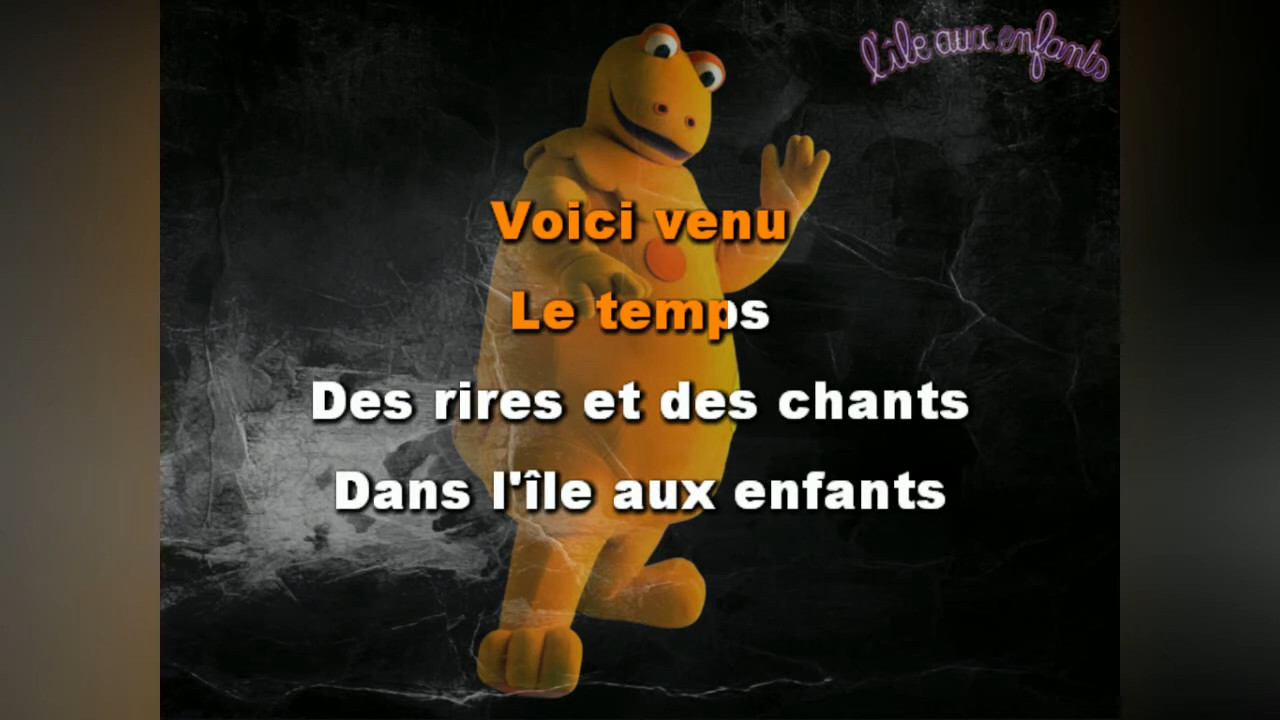 l'île aux enfants
Voici venu
Le temps
Des rires et des chants
Dans l'île aux enfants